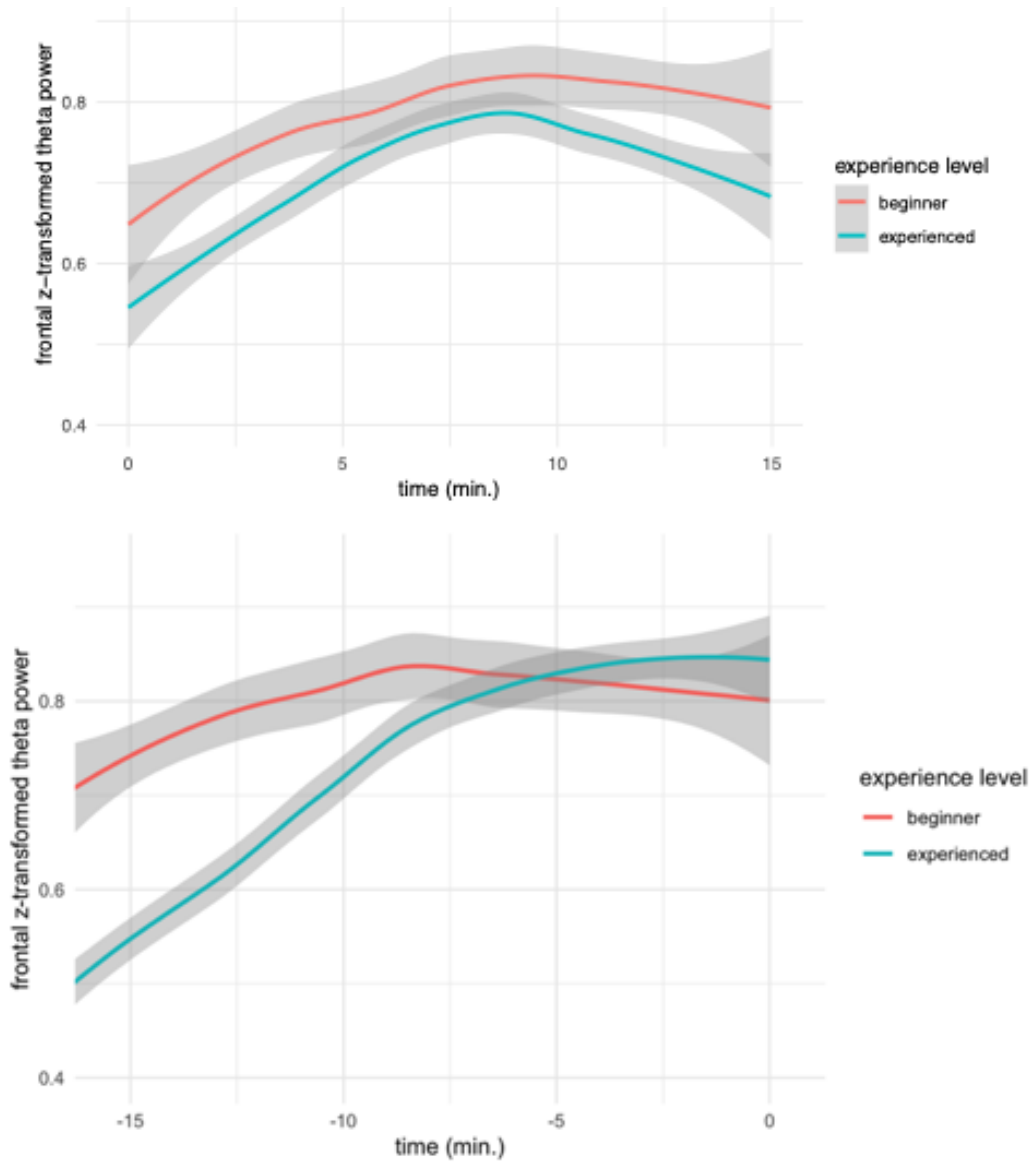 frontal z-transformed theta power
0.8
0.6
0.4
0
5
10
15
time (min.)
experience level
beginner
experienced
frontal z-transformed theta power
0.8
0.6
0.4
-15
-10
-5
0
time (min.)
experience level
beginner
experienced